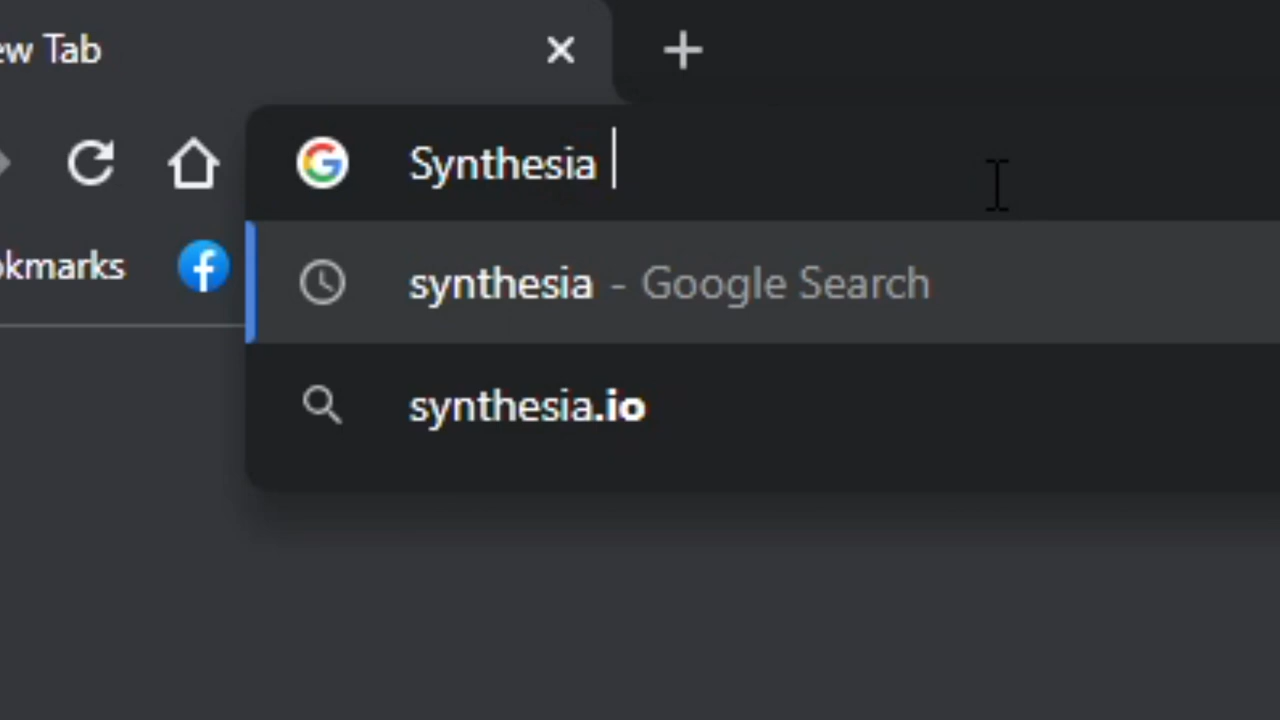 ew Tab
Synthesia
okmarks
synthesia - Google Search
synthesia.io